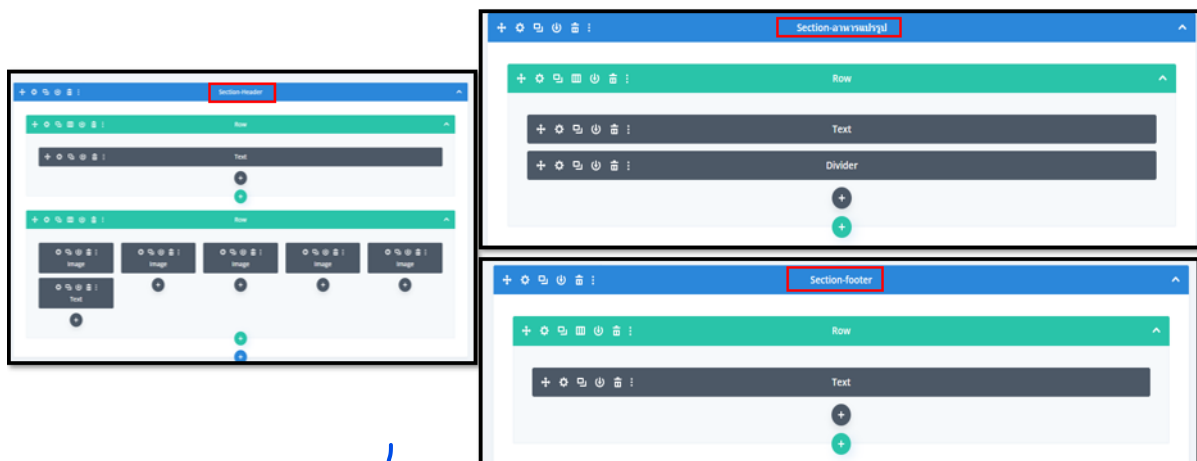 Section-Header
Row
Text
Row
Image
Image
Image
Image
Image
Text
Section-อาหารแปรรูป
Row
Text
Divider
Section-footer
Row
Text